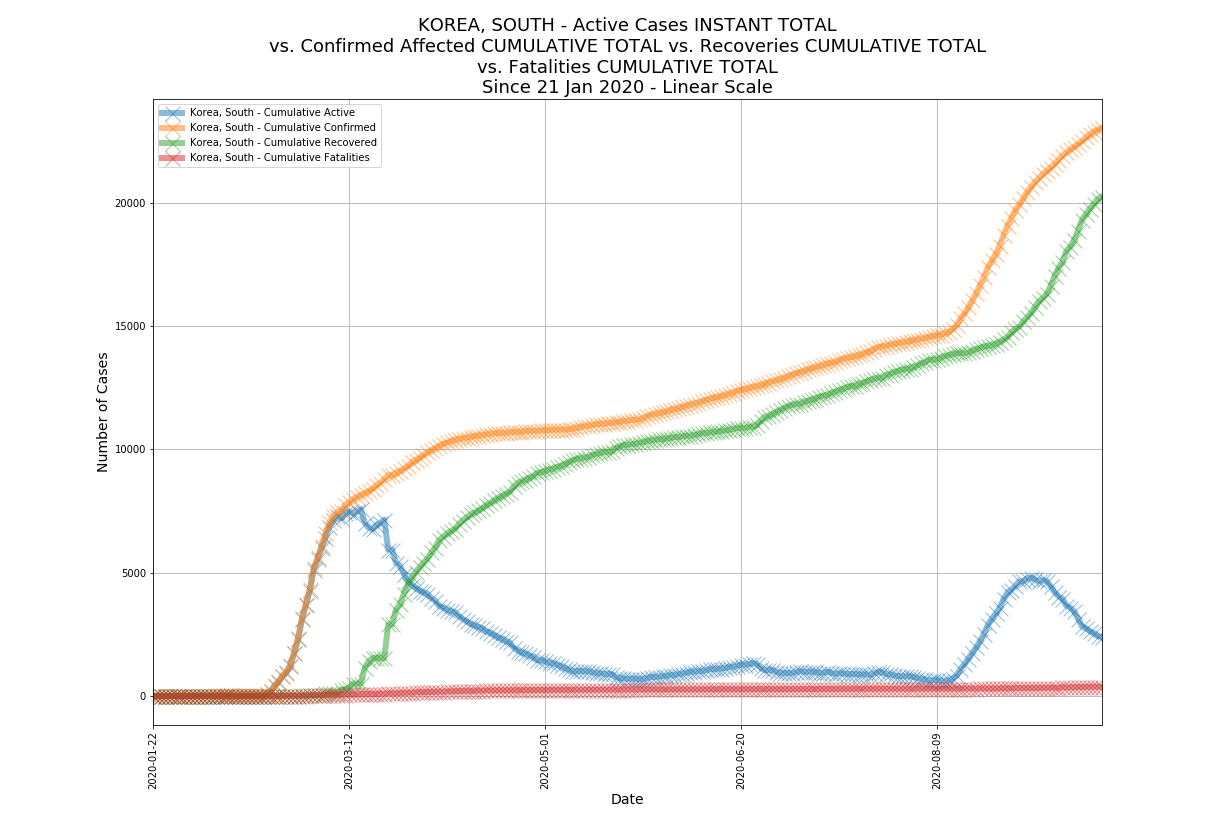 KOREA, SOUTH - Active Cases INSTANT TOTAL
vs. Confirmed Affected CUMULATIVE TOTAL vs. Recoveries CUMULATIVE TOTAL
vs. Fatalities CUMULATIVE TOTAL
Since 21 Jan 2020 - Linear Scale
Korea, South - Cumulative Active
Korea, South - Cumulative Confirmed
Korea, South - Cumulative Recovered
Korea, South - Cumulative Fatalities
Number of Cases
20000
15000
10000
5000
0
2020-01-22
2020-03-12
2020-05-01
2020-06-20
2020-08-09
Date